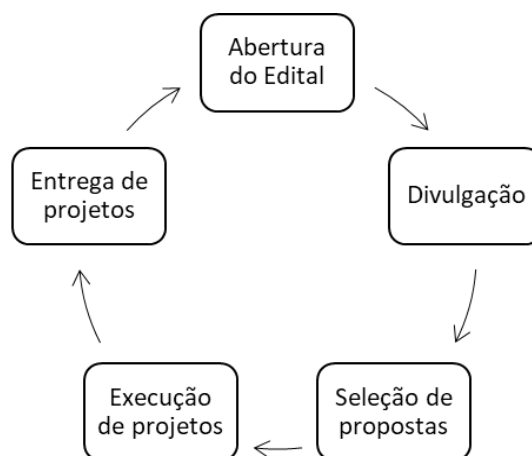 Abertura
do Edital
Divulgação
Seleção de
propostas
Execução
de projetos
Entrega de
projetos